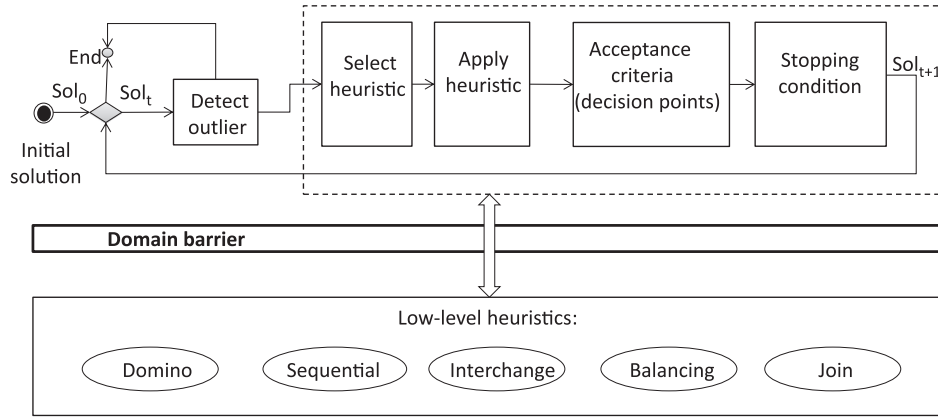 End
Sol0
Solt
Initial
solution
Detect
outlier
Select
heuristic
Apply
heuristic
Acceptance
criteria
(decision points)
Stopping
condition
Solt+1
Domain barrier
Low-level heuristics:
Domino
Sequential
Interchange
Balancing
Join